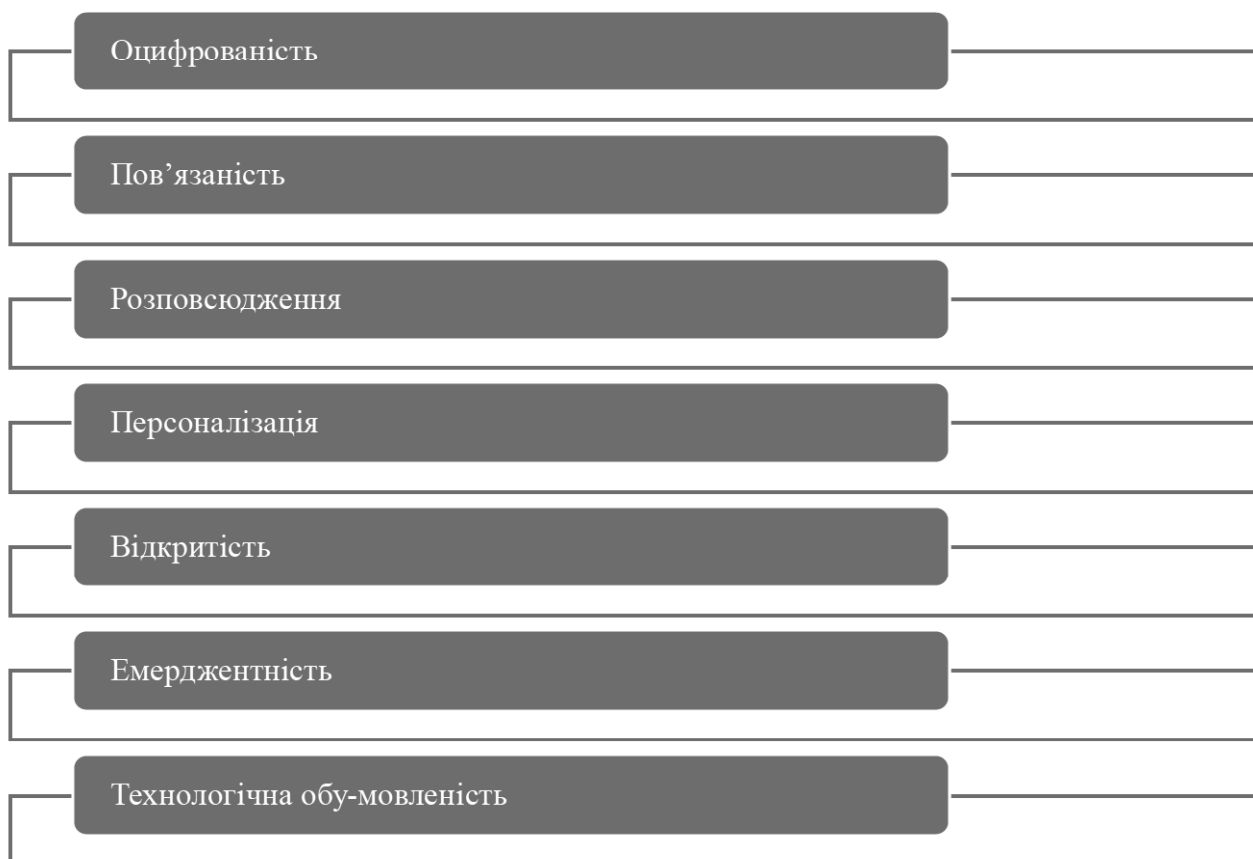 Оцифрованість
Пов’язаність
Розповсюдження
Персоналізація
Відкритість
Емерджентність
Технологічна обу-мовленість